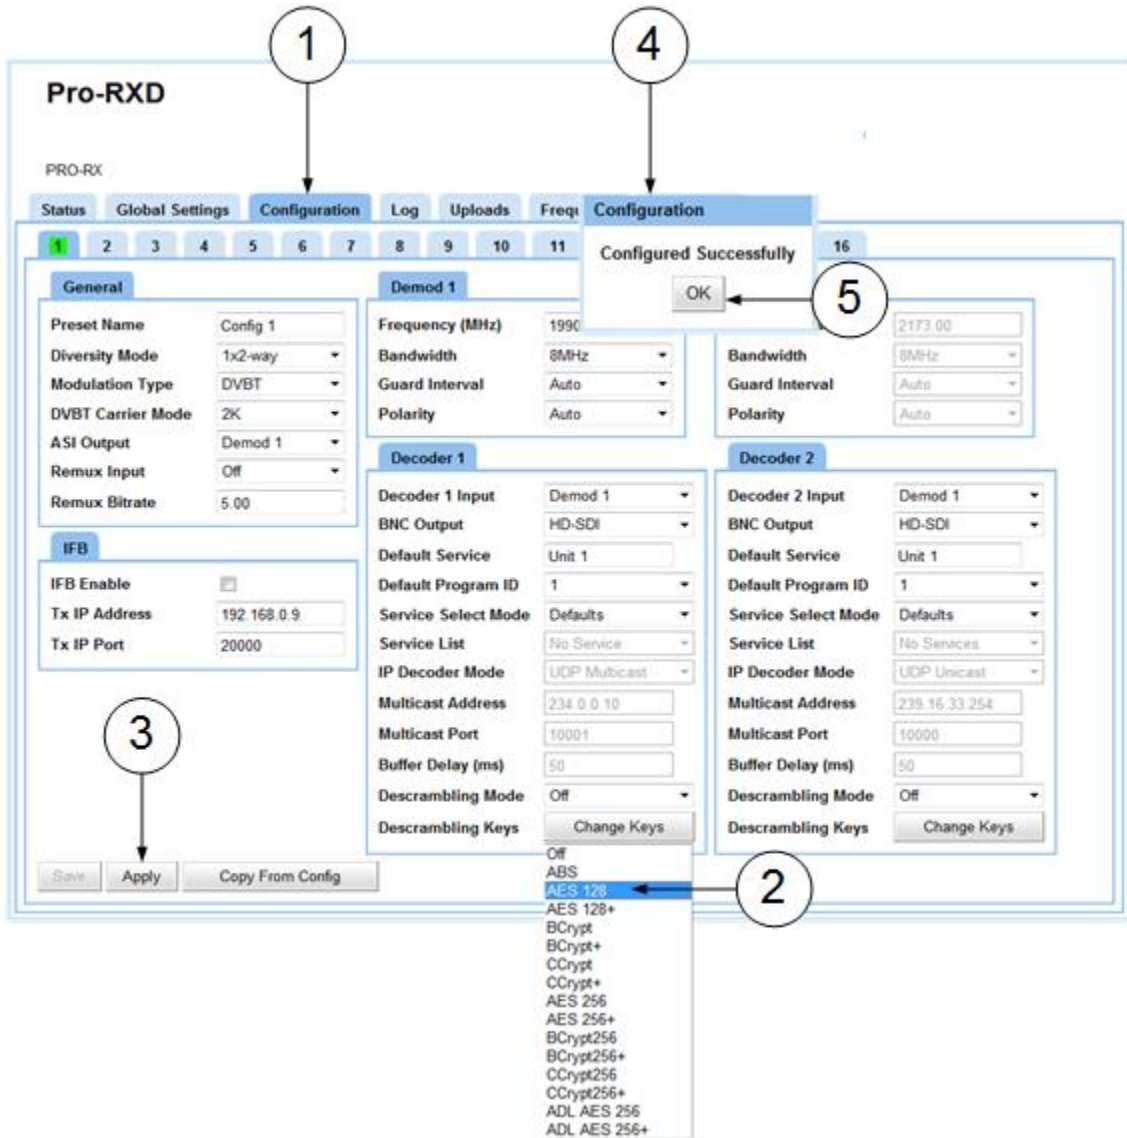 1
4
Pro-RXD
PRO-RX
Status Global Settings Configuration Log Uploads
Configuration
1 2 3 4 5 6 7 8 9 10 11 16
Configured Successfully
OK
5
General
Preset Name Config 1
Diversity Mode 1x2-way
Modulation Type DVBT
DVBT Carrier Mode 2K
ASI Output Demod 1
Remux Input Off
Remux Bitrate 5.00
IFB
IFB Enable
Tx IP Address 192.168.0.9
Tx IP Port 20000
Demod 1
Frequency (MHz) 1990
Bandwidth 8MHz
Guard Interval Auto
Polarity Auto
2173.00
Bandwidth 8MHz
Guard Interval Auto
Polarity Auto
Decoder 1
Decoder 1 Input Demod 1
BNC Output HD-SDI
Default Service Unit 1
Default Program ID 1
Service Select Mode Defaults
Service List No Service
IP Decoder Mode UDP Multicast
Multicast Address 234.0.0.10
Multicast Port 10001
Buffer Delay (ms) 50
Descrambling Mode Off
Descrambling Keys Change Keys
Decoder 2
Decoder 2 Input Demod 1
BNC Output HD-SDI
Default Service Unit 1
Default Program ID 1
Service Select Mode Defaults
Service List No Services
IP Decoder Mode UDP Unicast
Multicast Address 239.16.33.254
Multicast Port 10000
Buffer Delay (ms) 50
Descrambling Mode Off
Descrambling Keys Change Keys
3
Save Apply Copy From Config
Off
ABS
AES 128
2
AES 128+
BCrypt
BCrypt+
CCrypt
CCrypt+
AES 256
AES 256+
BCrypt256
BCrypt256+
CCrypt256
CCrypt256+
ADL AES 256
ADL AES 256+